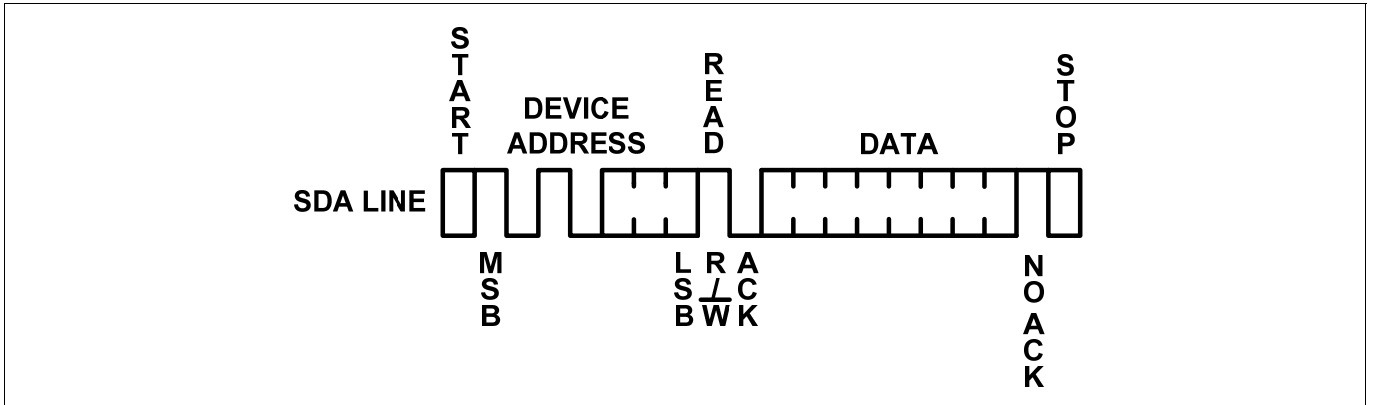 START
READ
STOP
DEVICE
ADDRESS
DATA
SDA LINE
MSB
LSB
R/W
ACK
NO ACK